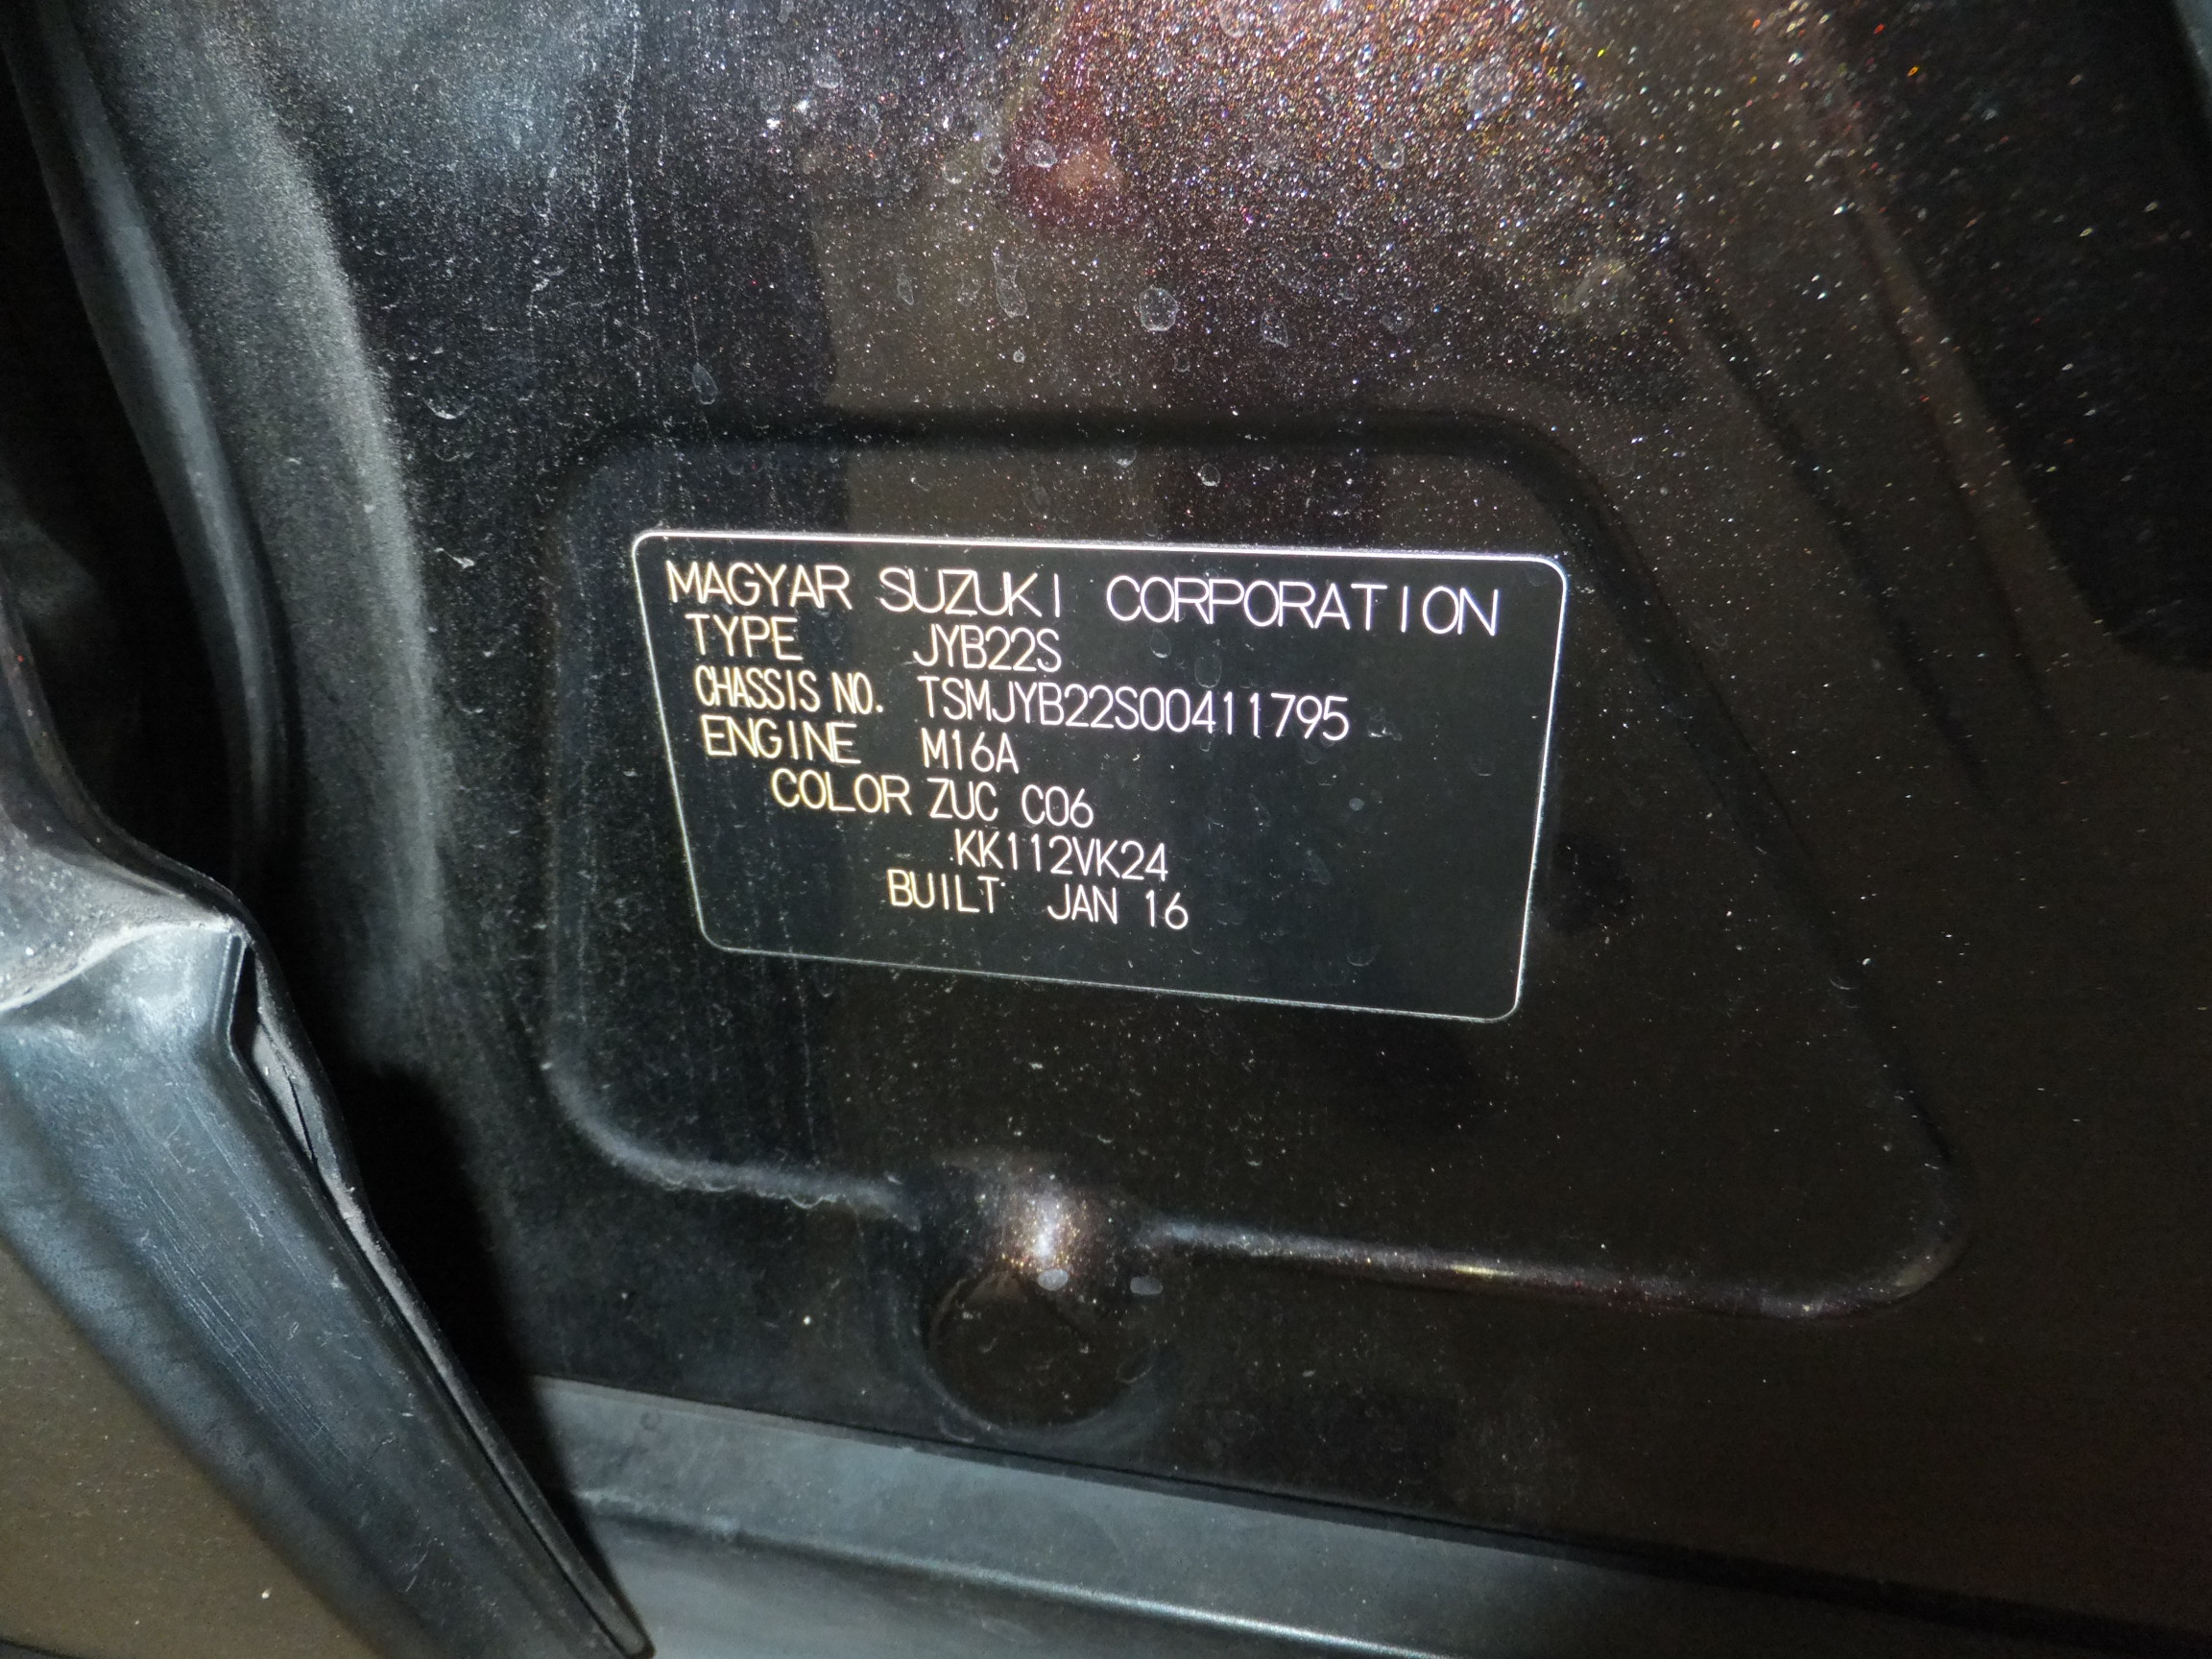 MAGYAR SUZUKI CORPORATION
TYPE JYB22S
CHASSIS NO. TSMJYB22S00411795
ENGINE M16A
COLOR ZUC C06
KK112VK24
BUILT JAN 16